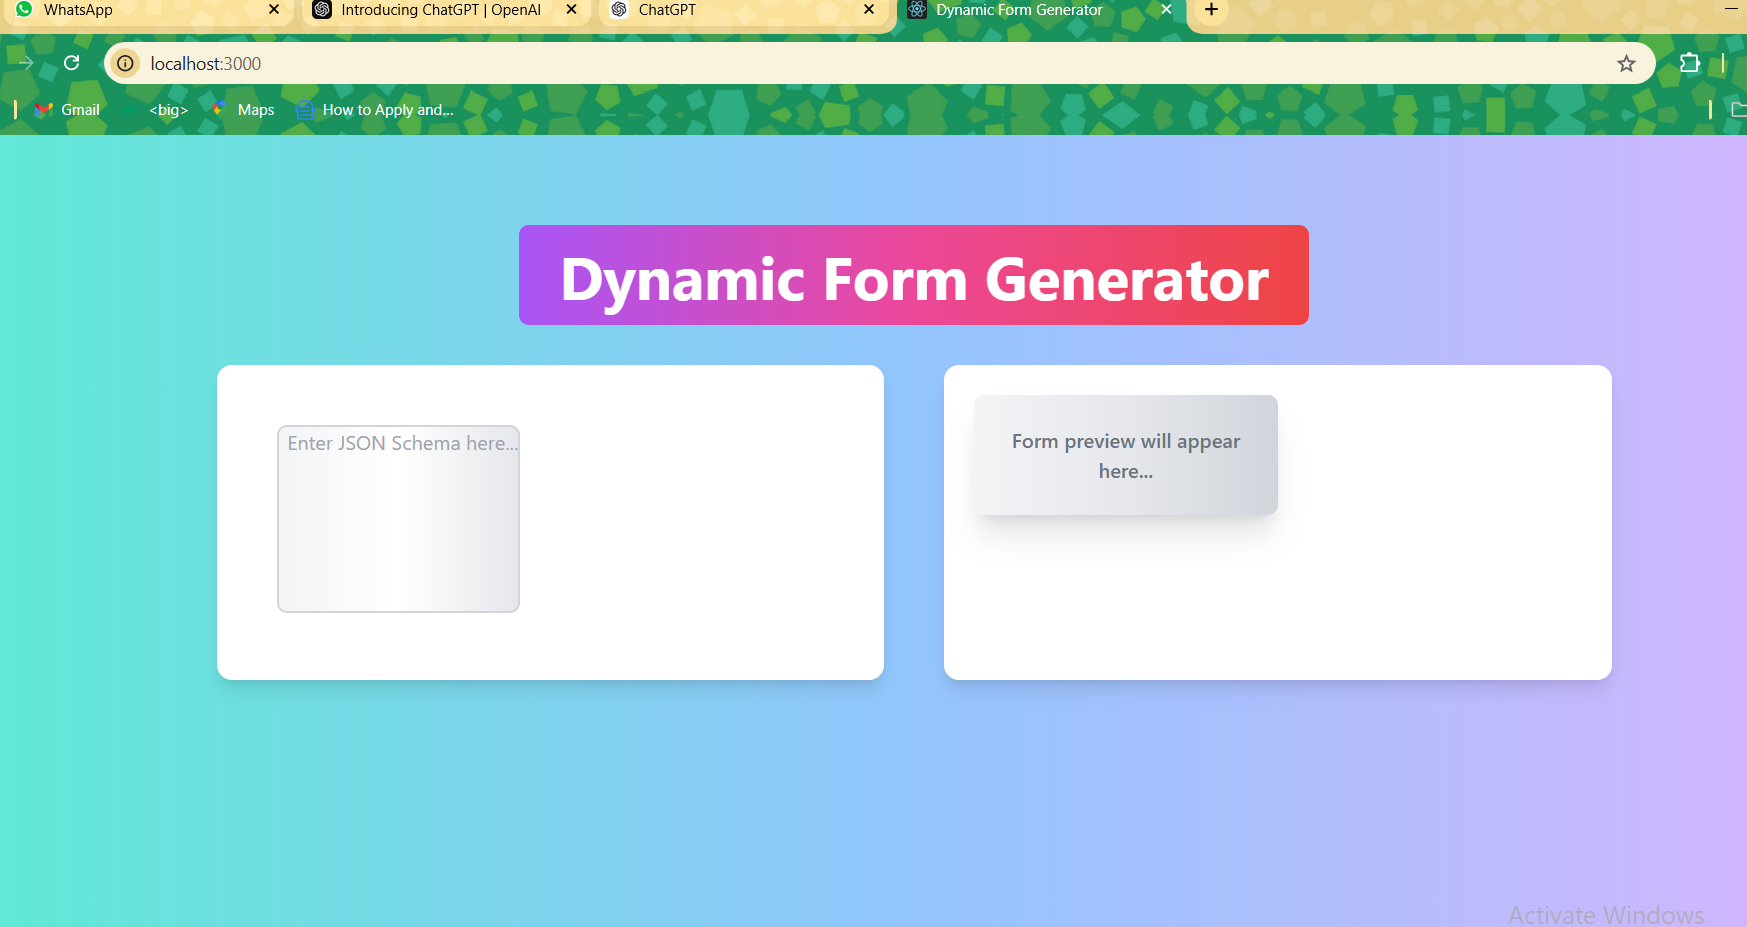 WhatsApp
Introducing ChatGPT | OpenAI
ChatGPT
Dynamic Form Generator
localhost:3000
Gmail
<big>
Maps
How to Apply and...
Dynamic Form Generator
Enter JSON Schema here...
Form preview will appear
here...
Activate Windows